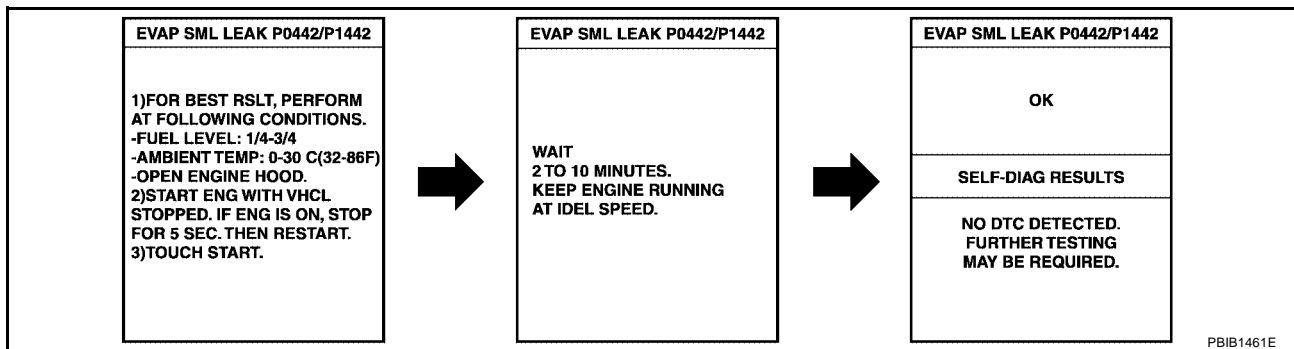 EVAP SML LEAK P0442/P1442
1)FOR BEST RSLT, PERFORM
AT FOLLOWING CONDITIONS.
-FUEL LEVEL: 1/4-3/4
-AMBIENT TEMP: 0-30 C(32-86F)
-OPEN ENGINE HOOD.
2)START ENG WITH VHCL
STOPPED. IF ENG IS ON, STOP
FOR 5 SEC. THEN RESTART.
3)TOUCH START.
EVAP SML LEAK P0442/P1442
WAIT
2 TO 10 MINUTES.
KEEP ENGINE RUNNING
AT IDEL SPEED.
EVAP SML LEAK P0442/P1442
OK
SELF-DIAG RESULTS
NO DTC DETECTED.
FURTHER TESTING
MAY BE REQUIRED.
PBIB1461E